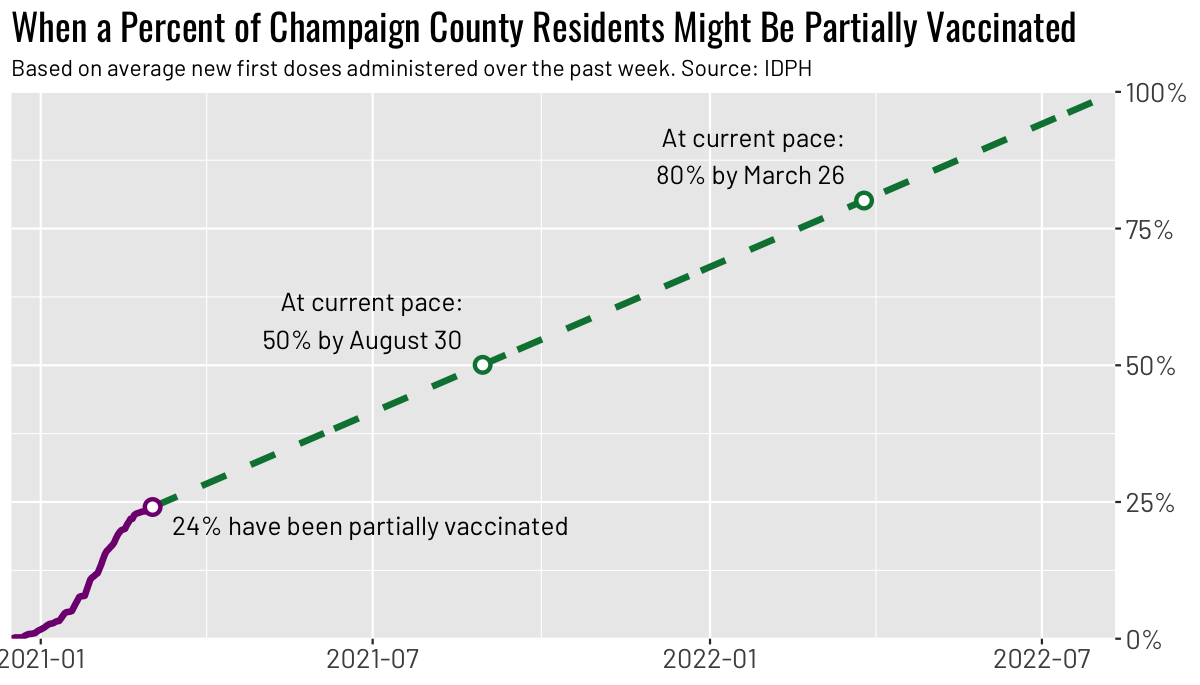 When a Percent of Champaign County Residents Might Be Partially Vaccinated
Based on average new first doses administered over the past week. Source: IDPH
100%
At current pace:
80% by March 26
75%
At current pace:
50% by August 30
50%
25%
24% have been partially vaccinated
0%
2021-01
2021-07
2022-01
2022-07